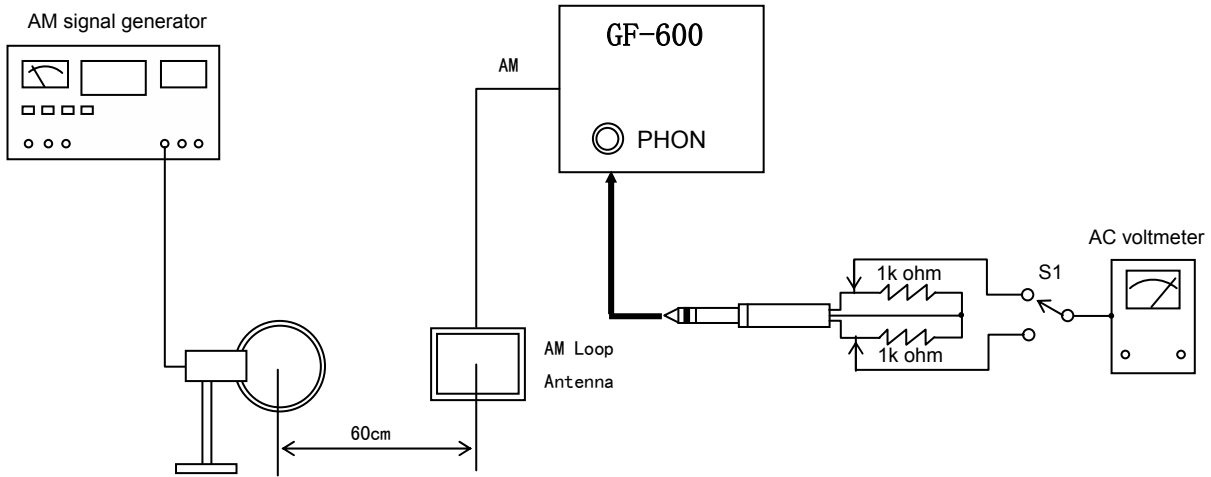 AM signal generator
GF-600
AM
PHON
AC voltmeter
1k ohm
S1
1k ohm
AM Loop
Antenna
60cm